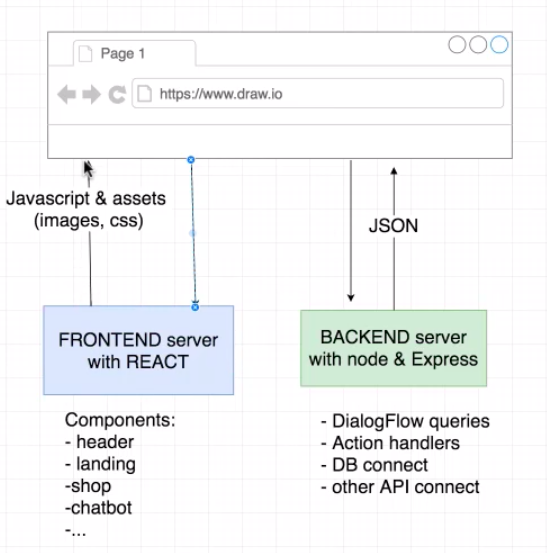 Page 1
https://www.draw.io
Javascript & assets
(images, css)
JSON
FRONTEND server
with REACT
BACKEND server
with node & Express
Components:
- header
- landing
-shop
-chatbot
-...
- DialogFlow queries
- Action handlers
- DB connect
- other API connect